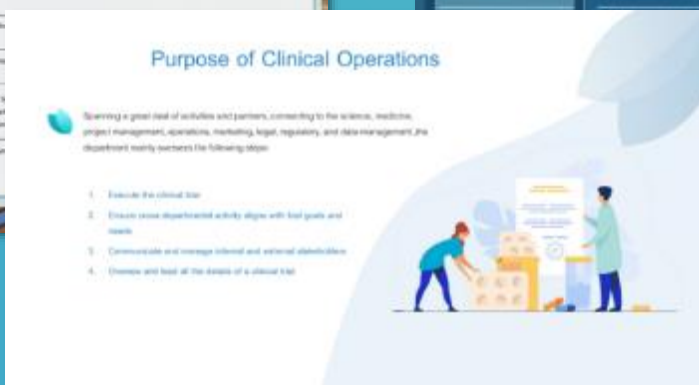 Purpose of Clinical Operations
Spanning a great deal of activities and partners, connecting to the science, medicine,
project management, operations, marketing, legal, regulatory, and data management ,the
department mainly oversees the following steps:
1. Execute the clinical trial
2. Ensure cross departmental activity aligns with trial goals and
needs
3. Communicate and manage internal and external stakeholders
4. Oversee and lead all the details of a clinical trial